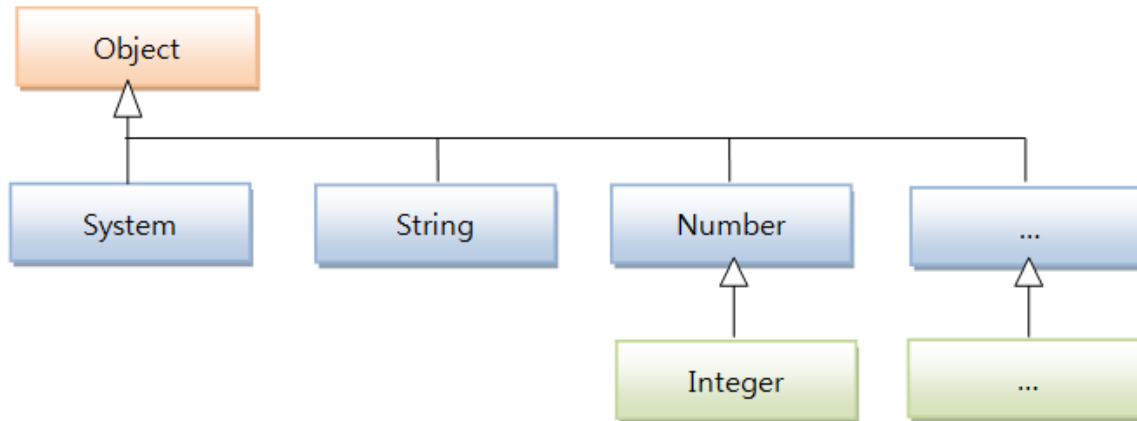 Object
System
String
Number
...
Integer
...